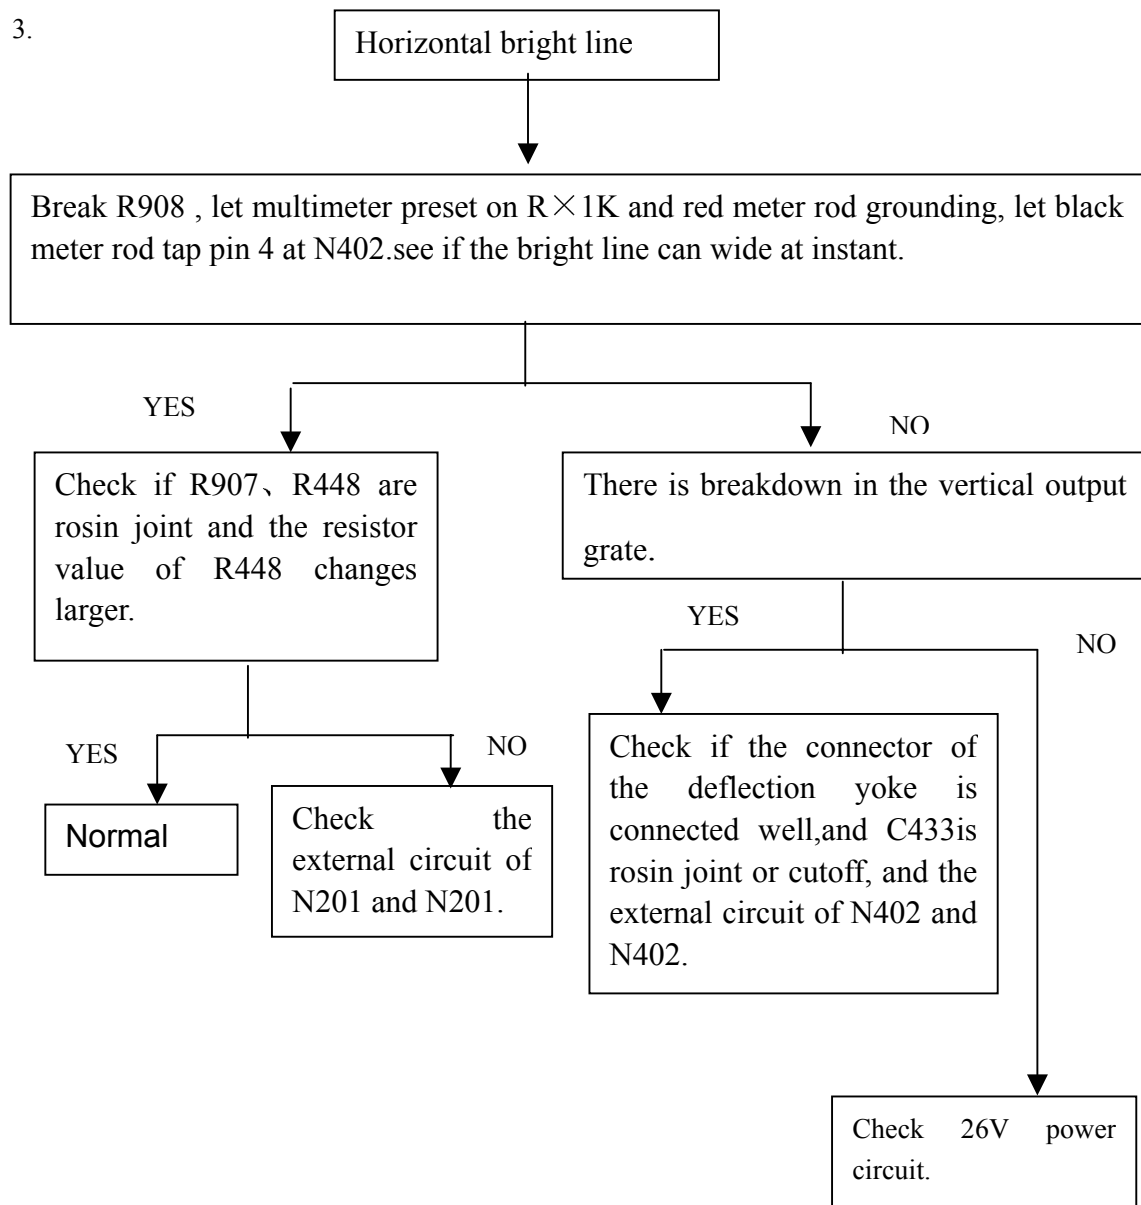 3.
Horizontal bright line
Break R908 , let multimeter preset on R×1K and red meter rod grounding, let black
meter rod tap pin 4 at N402.see if the bright line can wide at instant.
YES
NO
Check if R907、R448 are
rosin joint and the resistor
value of R448 changes
larger.
There is breakdown in the vertical output
grate.
YES
NO
YES
NO
Normal
Check the
external circuit of
N201 and N201.
Check if the connector of
the deflection yoke is
connected well,and C433is
rosin joint or cutoff, and the
external circuit of N402 and
N402.
Check 26V power
circuit.